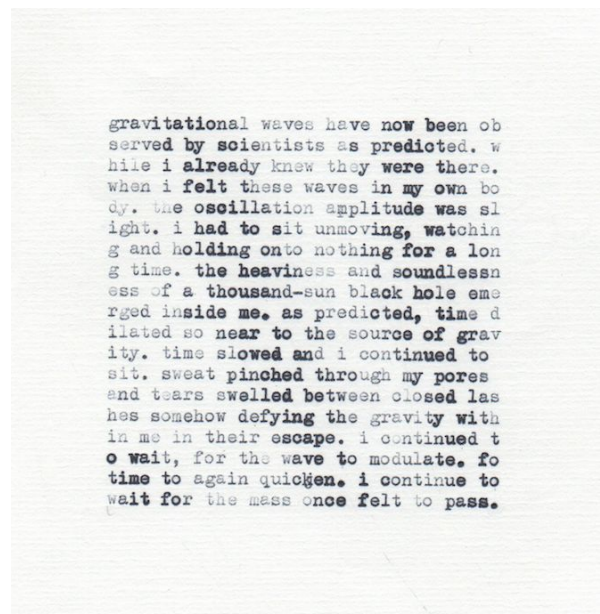 gravitational waves have now been ob
served by scientists as predicted. w
hile i already knew they were there.
when i felt these waves in my own bo
dy. the oscillation amplitude was sl
ight. i had to sit unmoving, watchin
g and holding onto nothing for a lon
g time. the heaviness and soundlessn
ess of a thousand-sun black hole eme
rged inside me. as predicted, time d
ilated so near to the source of grav
ity. time slowed and i continued to
sit. sweat pinched through my pores
and tears swelled between closed las
hes somehow defying the gravity with
in me in their escape. i continued t
o wait, for the wave to modulate. fo
time to again quicken. i continue to
wait for the mass once felt to pass.